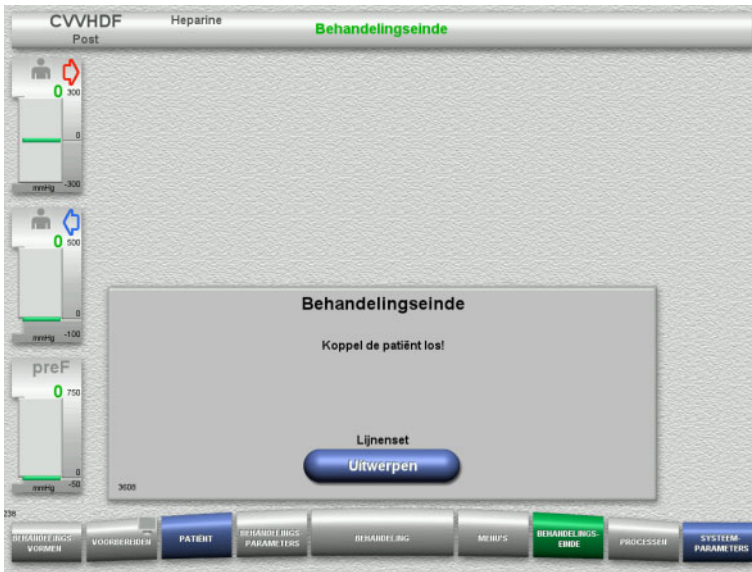 CVVHDF
Post
Heparine
Behandelingseinde
0
300
0
-300
mmHg
0
500
0
-100
mmHg
preF
0
750
0
-50
mmHg
Behandelingseinde
Koppel de patiënt los!
Lijnenset
Uitwerpen
3608
236
BEHANDELINGS-
VORMEN
VOORBEREIDEN
PATIËNT
BEHANDELINGS
PARAMETERS
BEHANDELING
MENU'S
BEHANDELINGS-
EINDE
PROCESSEN
SYSTEEM-
PARAMETERS